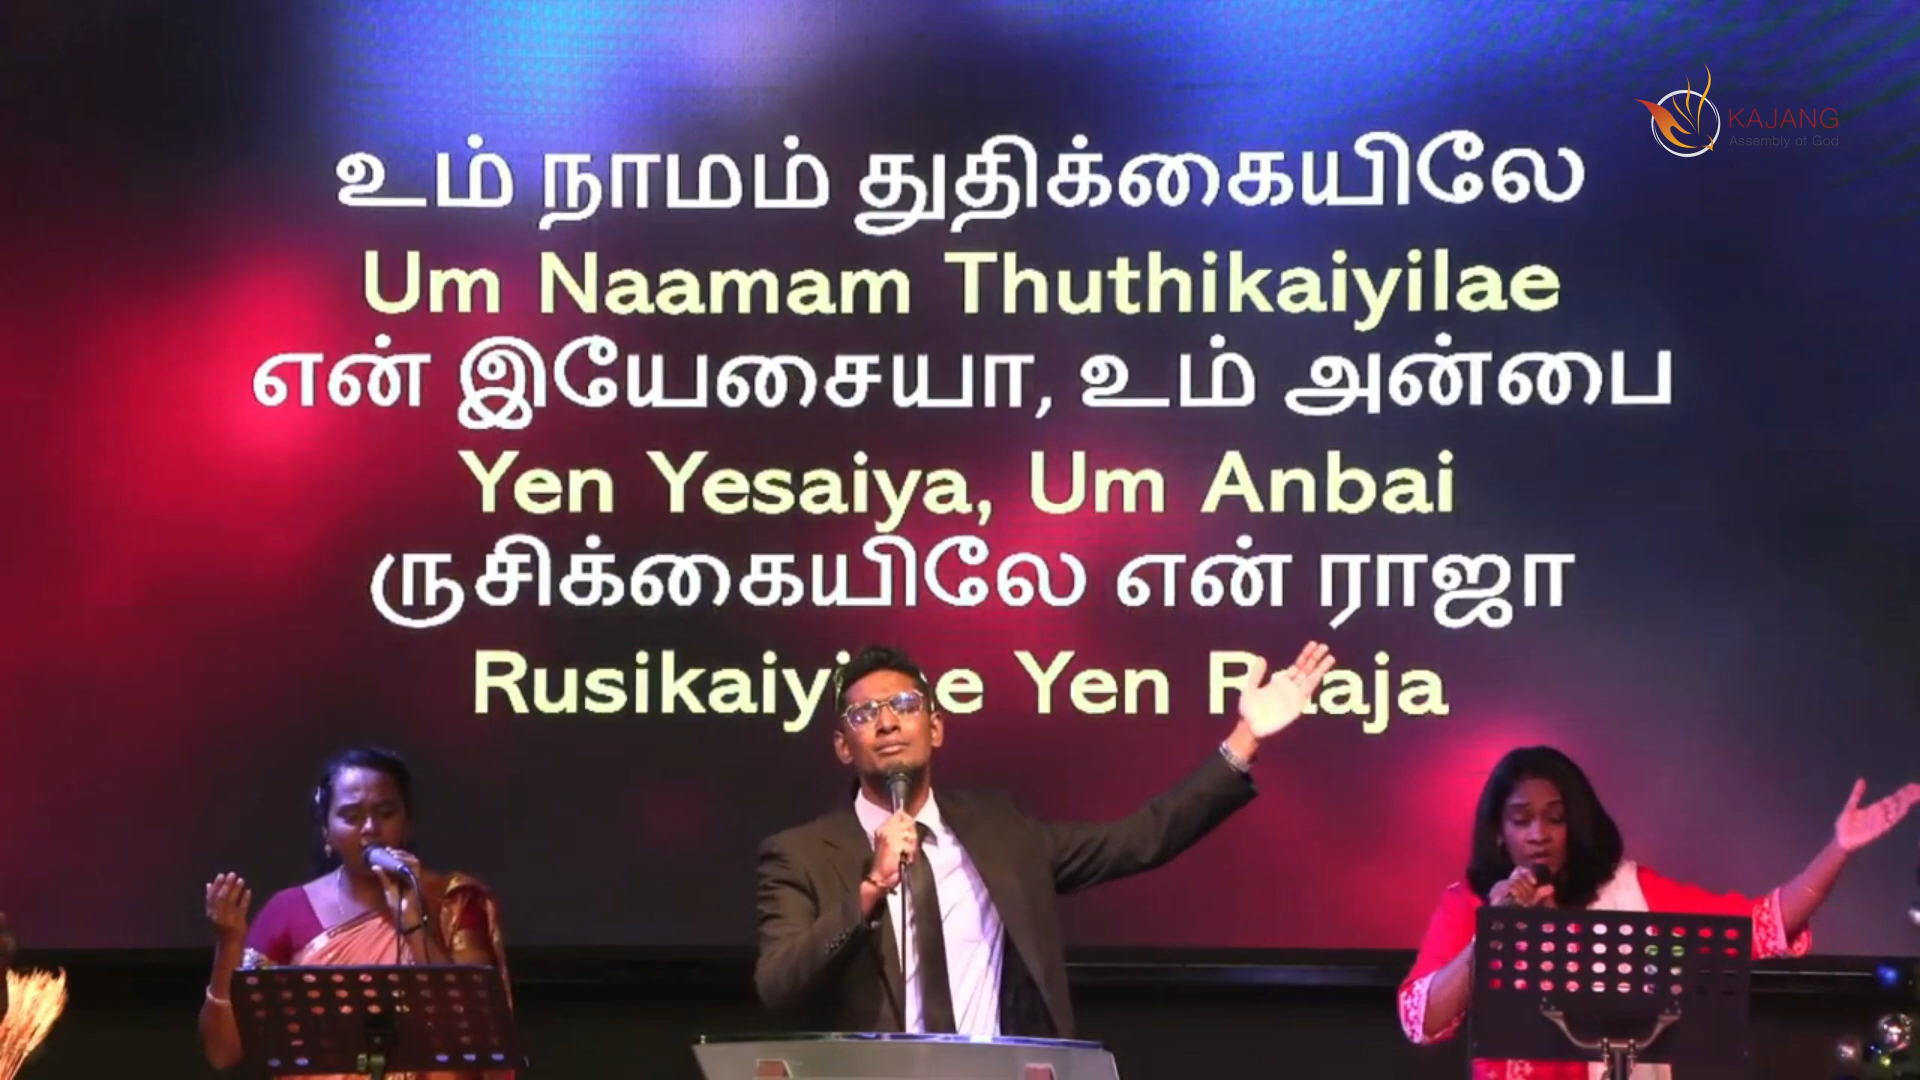 உம் நாமம் துதிக்கையிலே
Um Naamam Thuthikaiyilae
என் இயேசையா, உம் அன்பை
Yen Yesaiya, Um Anbai
ருசிக்கையிலே என் ராஜா
Yen
KAJANG
Assembly of God